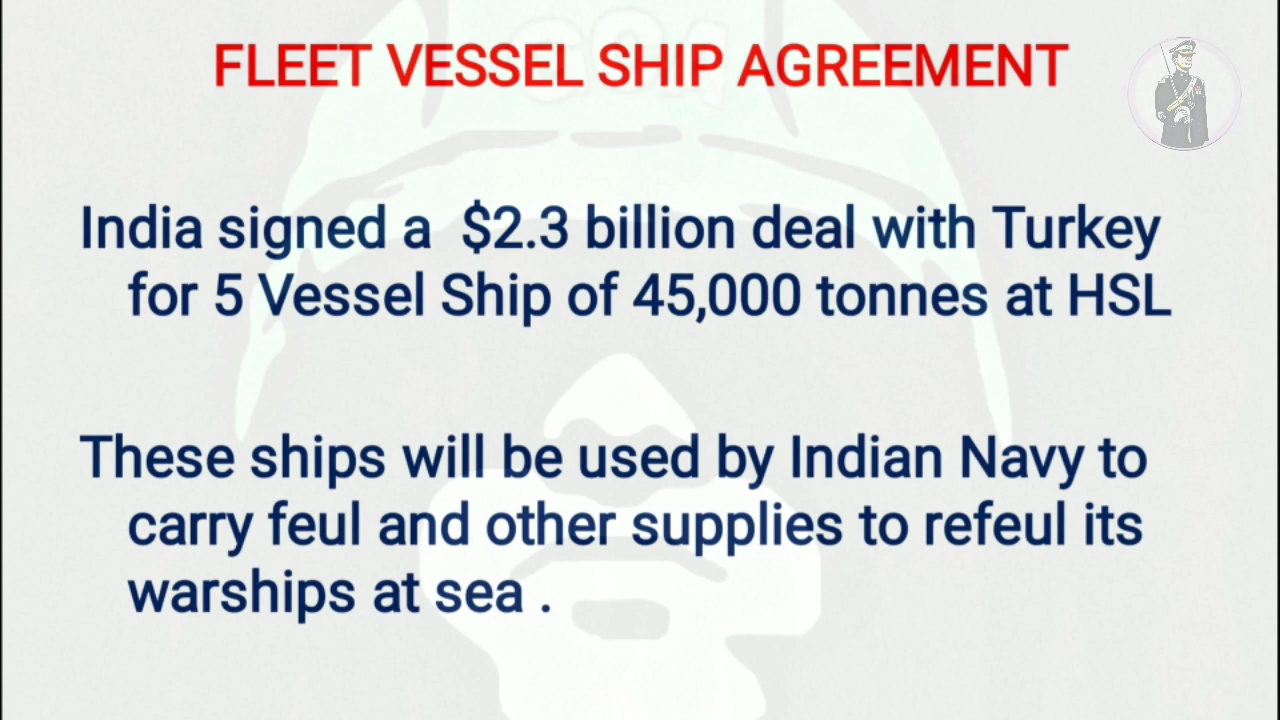 FLEET VESSEL SHIP AGREEMENT
India signed a $2.3 billion deal with Turkey
for 5 Vessel Ship of 45,000 tonnes at HSL
These ships will be used by Indian Navy to
carry feul and other supplies to refeul its
warships at sea .